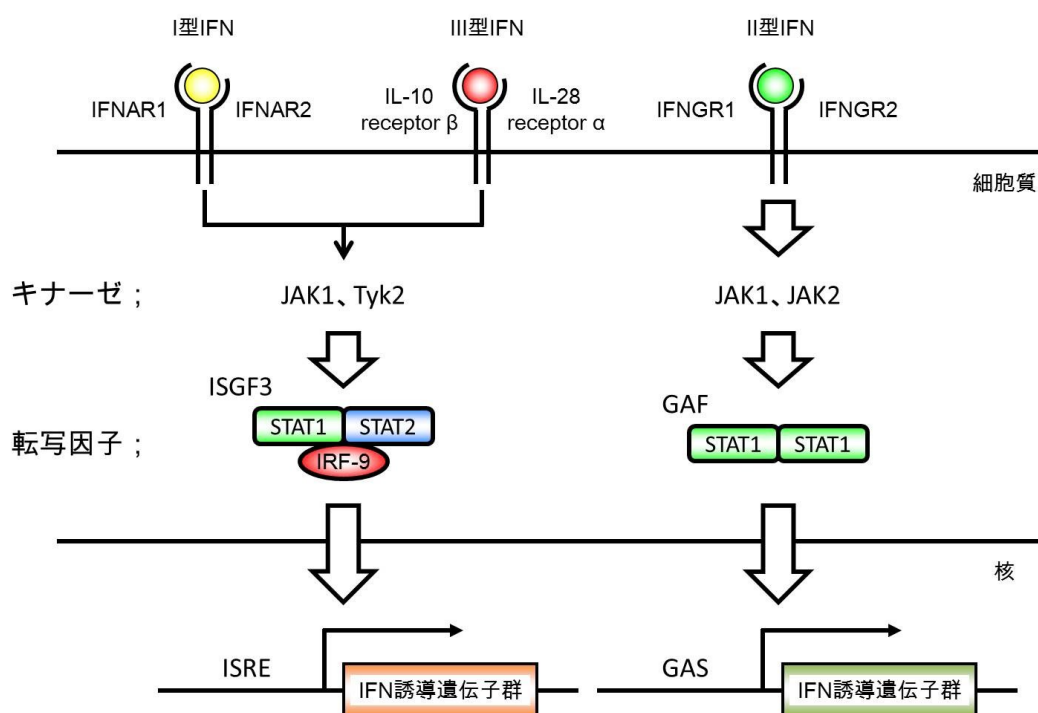 I型IFN
III型IFN
II型IFN
IFNAR1
IFNAR2
IL-10
receptor β
IL-28
receptor α
IFNGR1
IFNGR2
細胞質
キナーゼ；
JAK1、Tyk2
JAK1、JAK2
ISGF3
GAF
転写因子；
STAT1
STAT2
IRF-9
STAT1
STAT1
核
ISRE
IFN誘導遺伝子群
GAS
IFN誘導遺伝子群